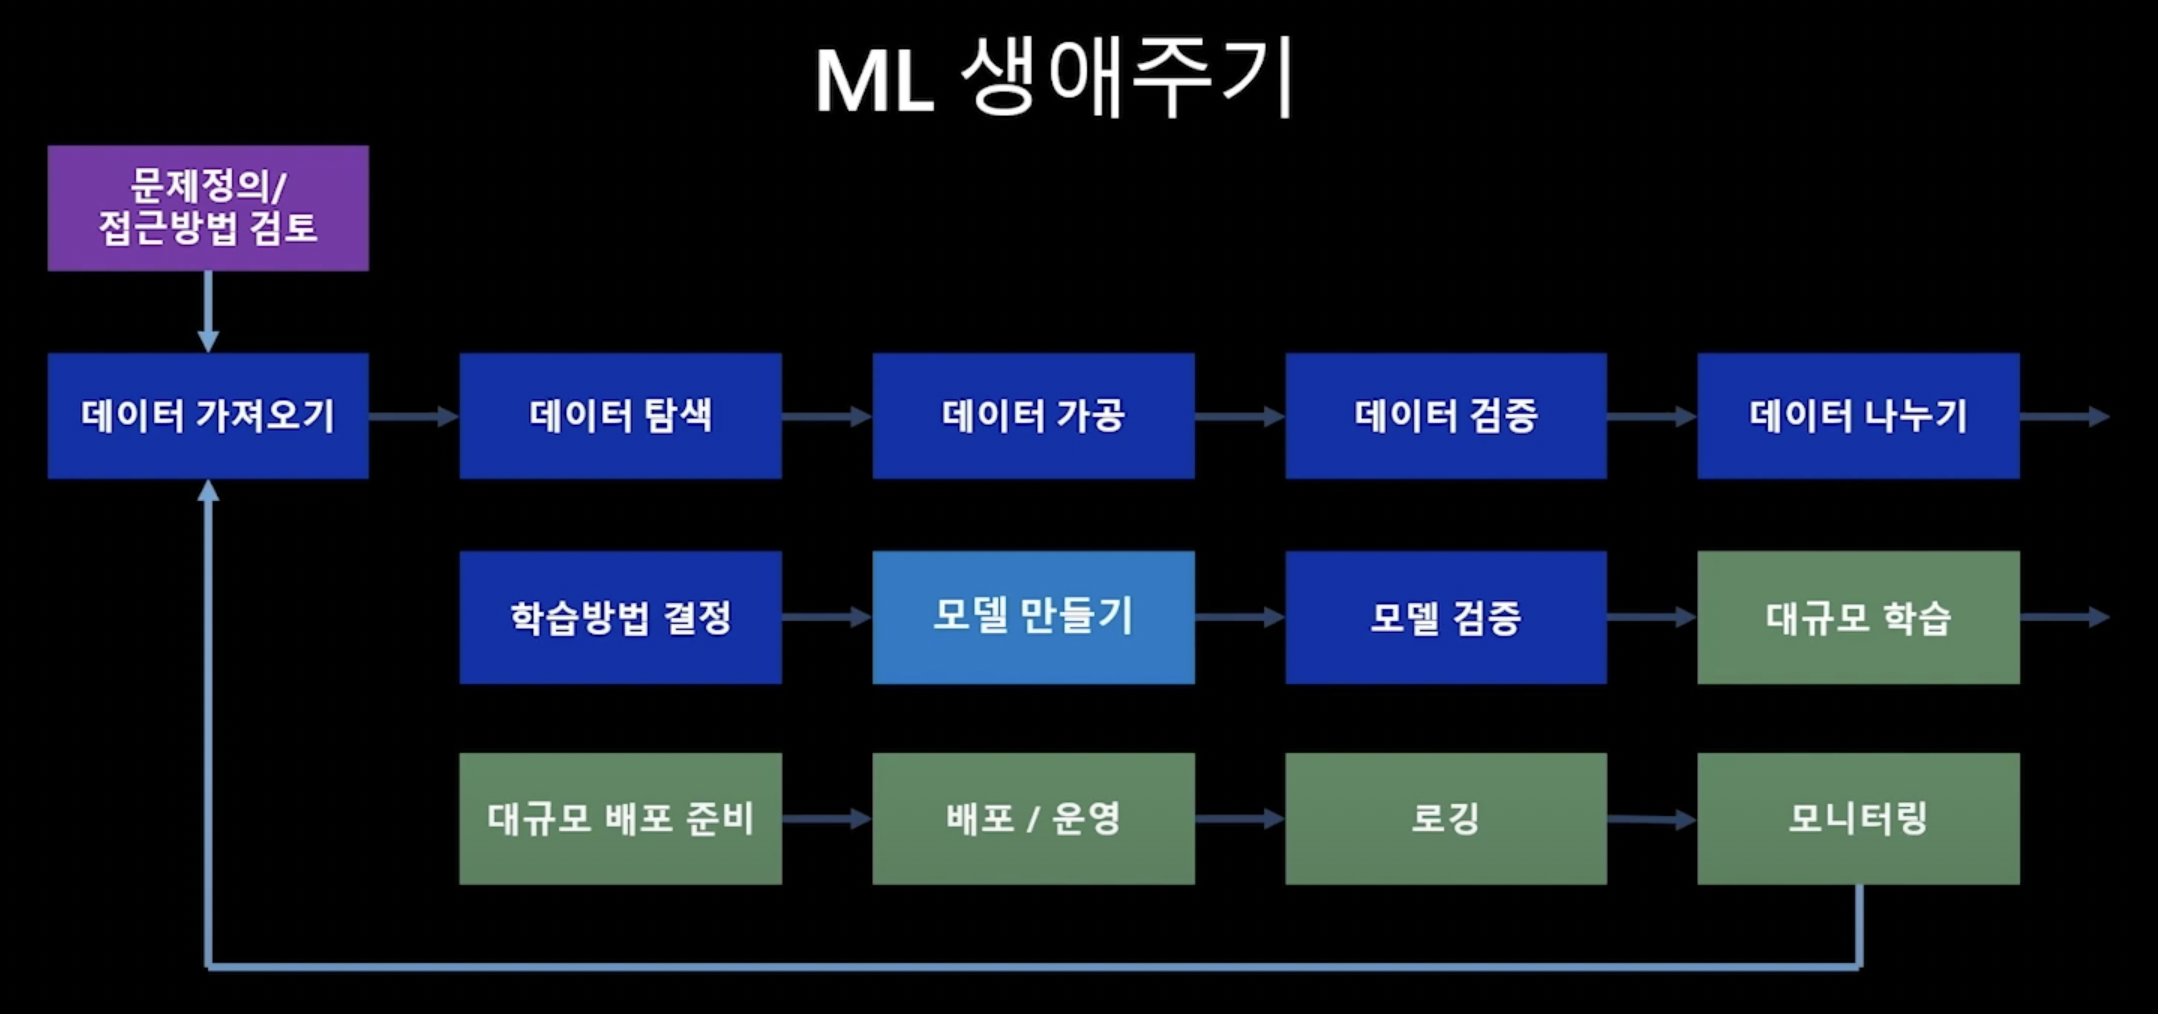 ML 생애주기
문제정의/
접근방법 검토
데이터 가져오기
데이터 탐색
데이터 가공
데이터 검증
데이터 나누기
학습방법 결정
모델 만들기
모델 검증
대규모 학습
대규모 배포 준비
배포 / 운영
로깅
모니터링